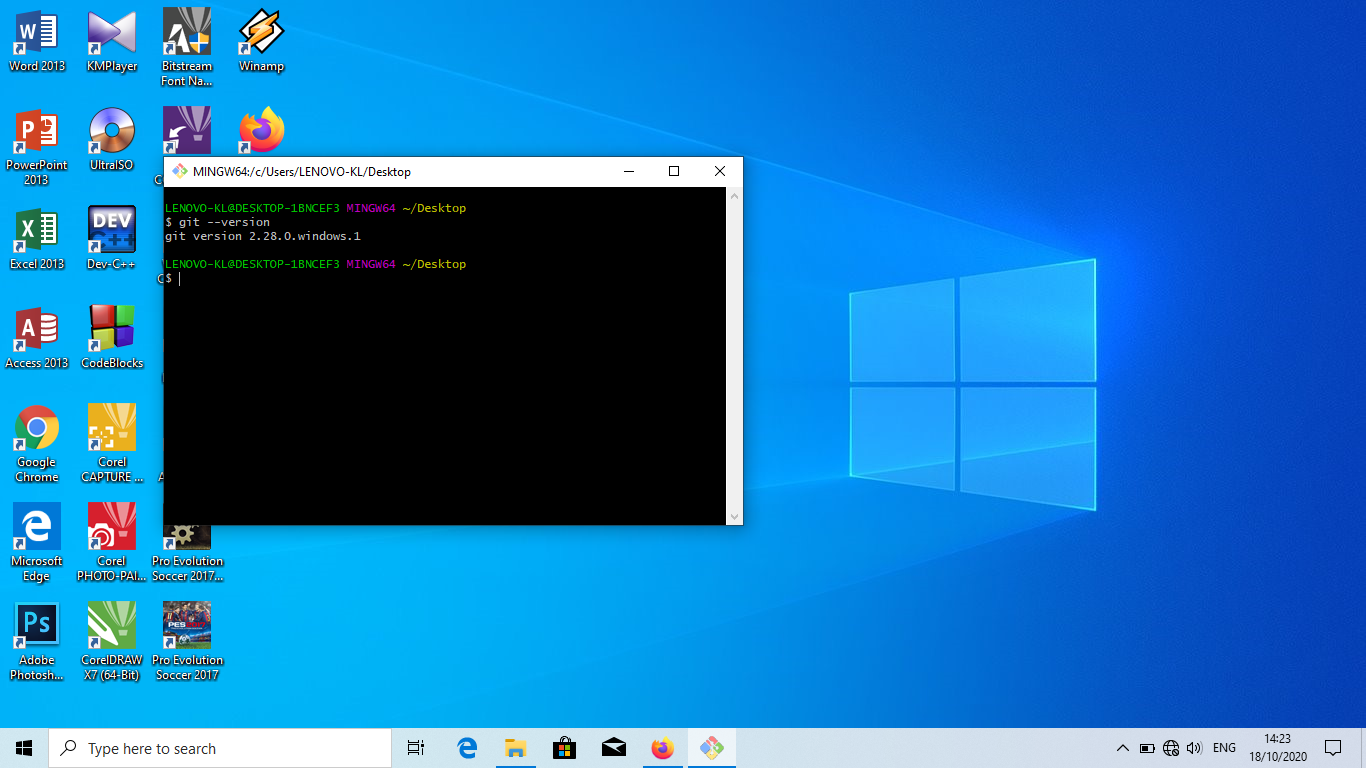 Word 2013
KMPlayer
Bitstream
Font Na...
Winamp
PowerPoint
2013
UltraISO
Excel 2013
DEV
C++
Dev-C++
Access 2013
CodeBlocks
Google
Chrome
Corel
CAPTURE ...
Microsoft
Edge
Corel
PHOTO-PAI...
Pro Evolution
Soccer 2017...
Ps
Adobe
Photosh...
CorelDRAW
X7 (64-Bit)
Pro Evolution
Soccer 2017
MINGW64:/c/Users/LENOVO-KL/Desktop
LENOVO-KL@DESKTOP-1BNCEF3 MINGW64 ~/Desktop
$ git --version
git version 2.28.0.windows.1
LENOVO-KL@DESKTOP-1BNCEF3 MINGW64 ~/Desktop
$
Type here to search
ENG
14:23
18/10/2020